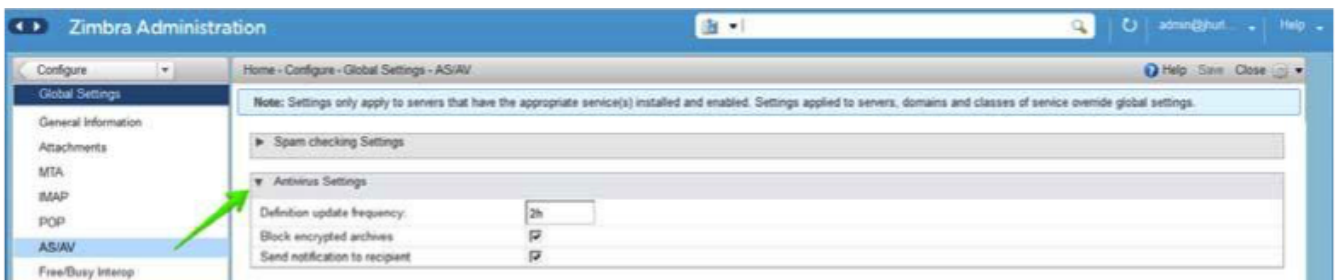 Zimbra Administration
admin@jhurl...
Help
Configure
Home - Configure - Global Settings - AS/AV
Help Save Close
Global Settings
Note: Settings only apply to servers that have the appropriate service(s) installed and enabled. Settings applied to servers, domains and classes of service override global settings.
General Information
Attachments
Spam checking Settings
MTA
Antivirus Settings
IMAP
POP
Definition update frequency: 2h
AS/AV
Block encrypted archives
Send notification to recipient
Free/Busy Interop